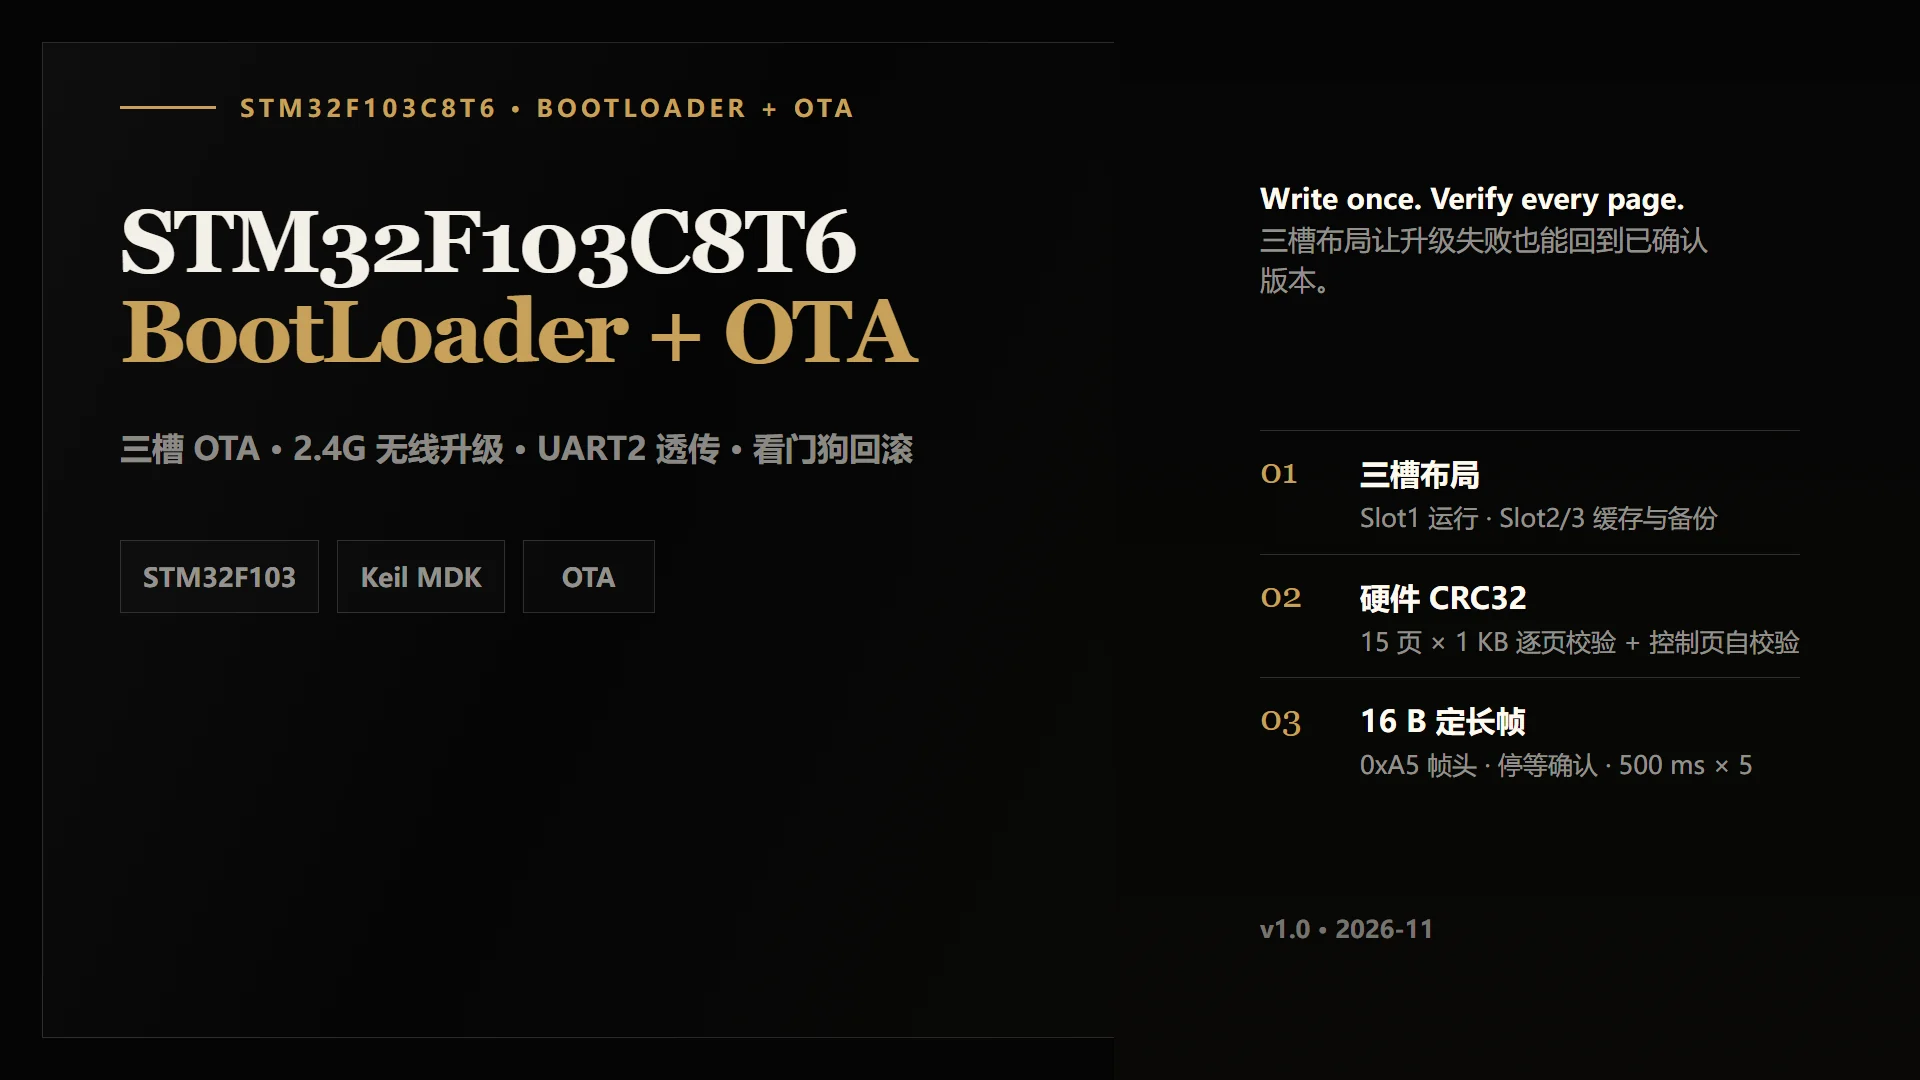 STM32F103C8T6 • BOOTLOADER + OTA
STM32F103C8T6
BootLoader + OTA
三槽 OTA • 2.4G 无线升级 • UART2 透传 • 看门狗回滚
STM32F103
Keil MDK
OTA
Write once. Verify every page.
三槽布局让升级失败也能回到已确认
版本。
01
三槽布局
Slot1 运行 · Slot2/3 缓存与备份
02
硬件 CRC32
15 页 × 1 KB 逐页校验 + 控制页自校验
03
16 B 定长帧
0xA5 帧头 · 停等确认 · 500 ms × 5
v1.0 • 2026-11